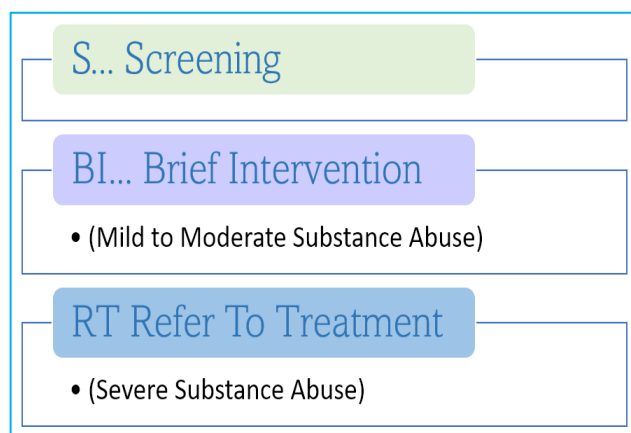 S... Screening
BI... Brief Intervention
• (Mild to Moderate Substance Abuse)
RT Refer To Treatment
• (Severe Substance Abuse)